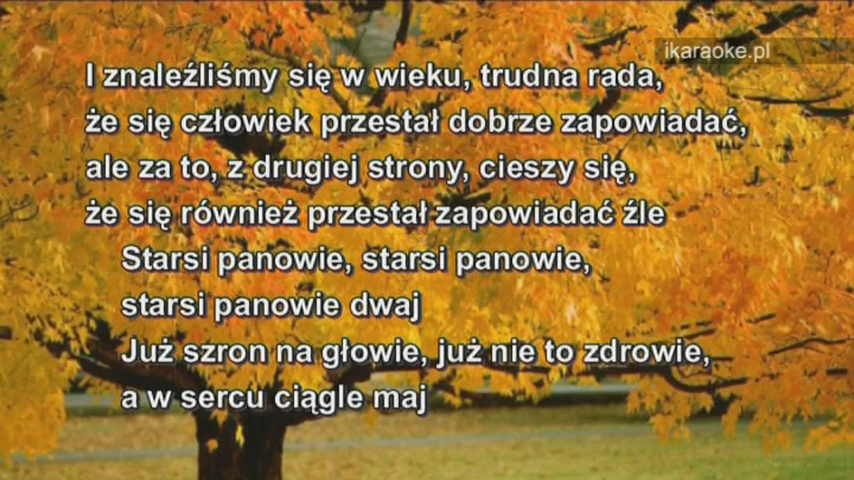 ikaraoke.pl
I znaleźliśmy się w wieku, trudna rada,
że się człowiek przestał dobrze zapowiadać,
ale za to, z drugiej strony, cieszy się,
że się również przestał zapowiadać źle
Starsi panowie, starsi panowie,
starsi panowie dwaj
Już szron na głowie, już nie to zdrowie,
a w sercu ciągle maj